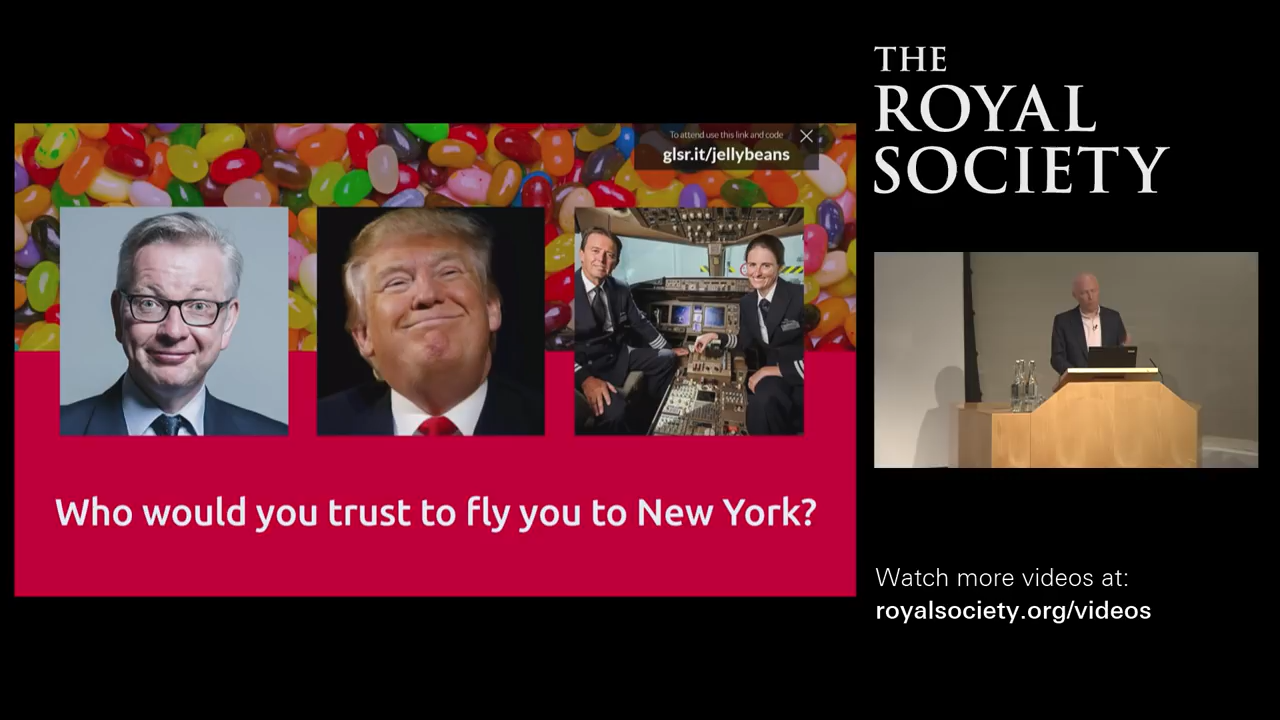 To attend use this link and code
glsr.it/jellybeans
Who would you trust to fly you to New York?
THE
ROYAL
SOCIETY
Watch more videos at:
royalsociety.org/videos